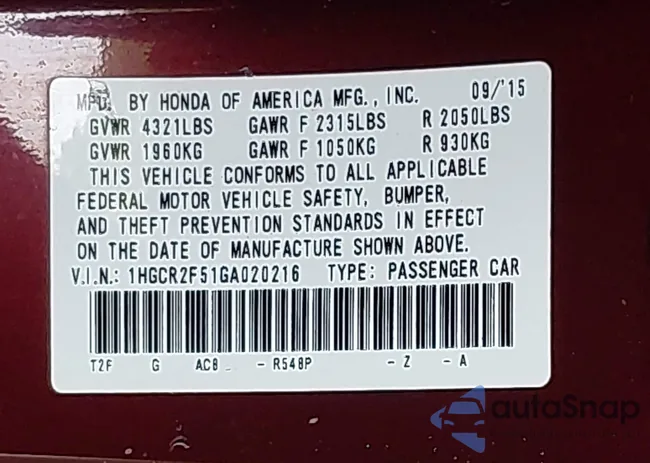 MFD. BY HONDA OF AMERICA MFG., INC. 09/'15
GVWR 4321LBS GAWR F 2315LBS R 2050LBS
GVWR 1960KG GAWR F 1050KG R 930KG
THIS VEHICLE CONFORMS TO ALL APPLICABLE
FEDERAL MOTOR VEHICLE SAFETY, BUMPER,
AND THEFT PREVENTION STANDARDS IN EFFECT
ON THE DATE OF MANUFACTURE SHOWN ABOVE.
V.I.N.: 1HGCR2F51GA020216 TYPE: PASSENGER CAR
T2F G AC8 - R548P - Z - A
autoSnap